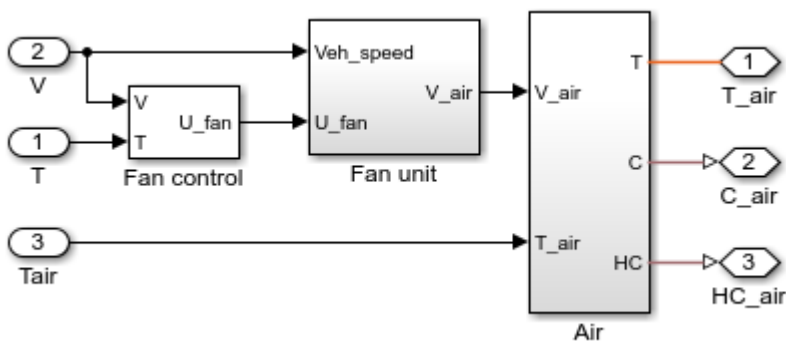 2
V
1
T
V
T
U_fan
Fan control
Veh_speed
U_fan
V_air
Fan unit
3
Tair
V_air
T_air
T
C
HC
Air
1
T_air
2
C_air
3
HC_air